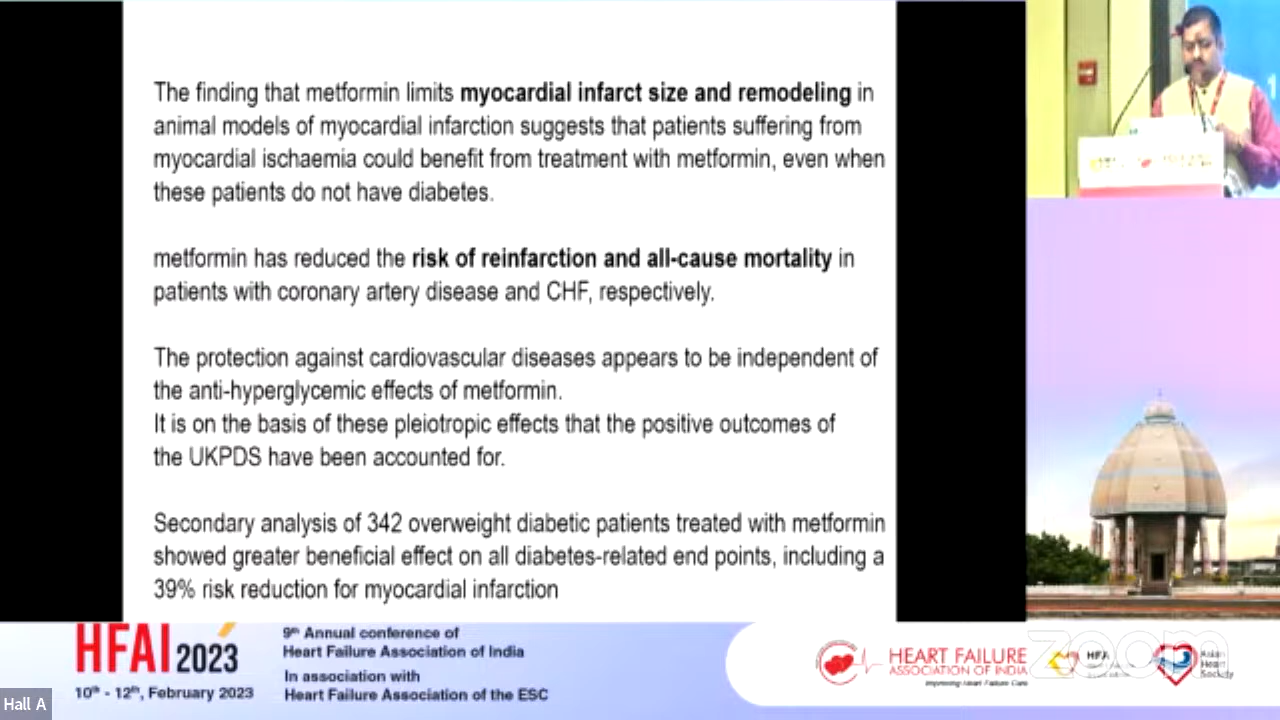 The finding that metformin limits myocardial infarct size and remodeling in
animal models of myocardial infarction suggests that patients suffering from
myocardial ischaemia could benefit from treatment with metformin, even when
these patients do not have diabetes.
metformin has reduced the risk of reinfarction and all-cause mortality in
patients with coronary artery disease and CHF, respectively.
The protection against cardiovascular diseases appears to be independent of
the anti-hyperglycemic effects of metformin.
It is on the basis of these pleiotropic effects that the positive outcomes of
the UKPDS have been accounted for.
Secondary analysis of 342 overweight diabetic patients treated with metformin
showed greater beneficial effect on all diabetes-related end points, including a
39% risk reduction for myocardial infarction
HFAI 2023
10th - 12th, February 2023
9th Annual conference of
Heart Failure Association of India
In association with
Heart Failure Association of the ESC
HEART FAILURE
ASSOCIATION OF INDIA
Improving Heart Failure Care
HFA
Asian
Heart
Society
zoom
Hall A